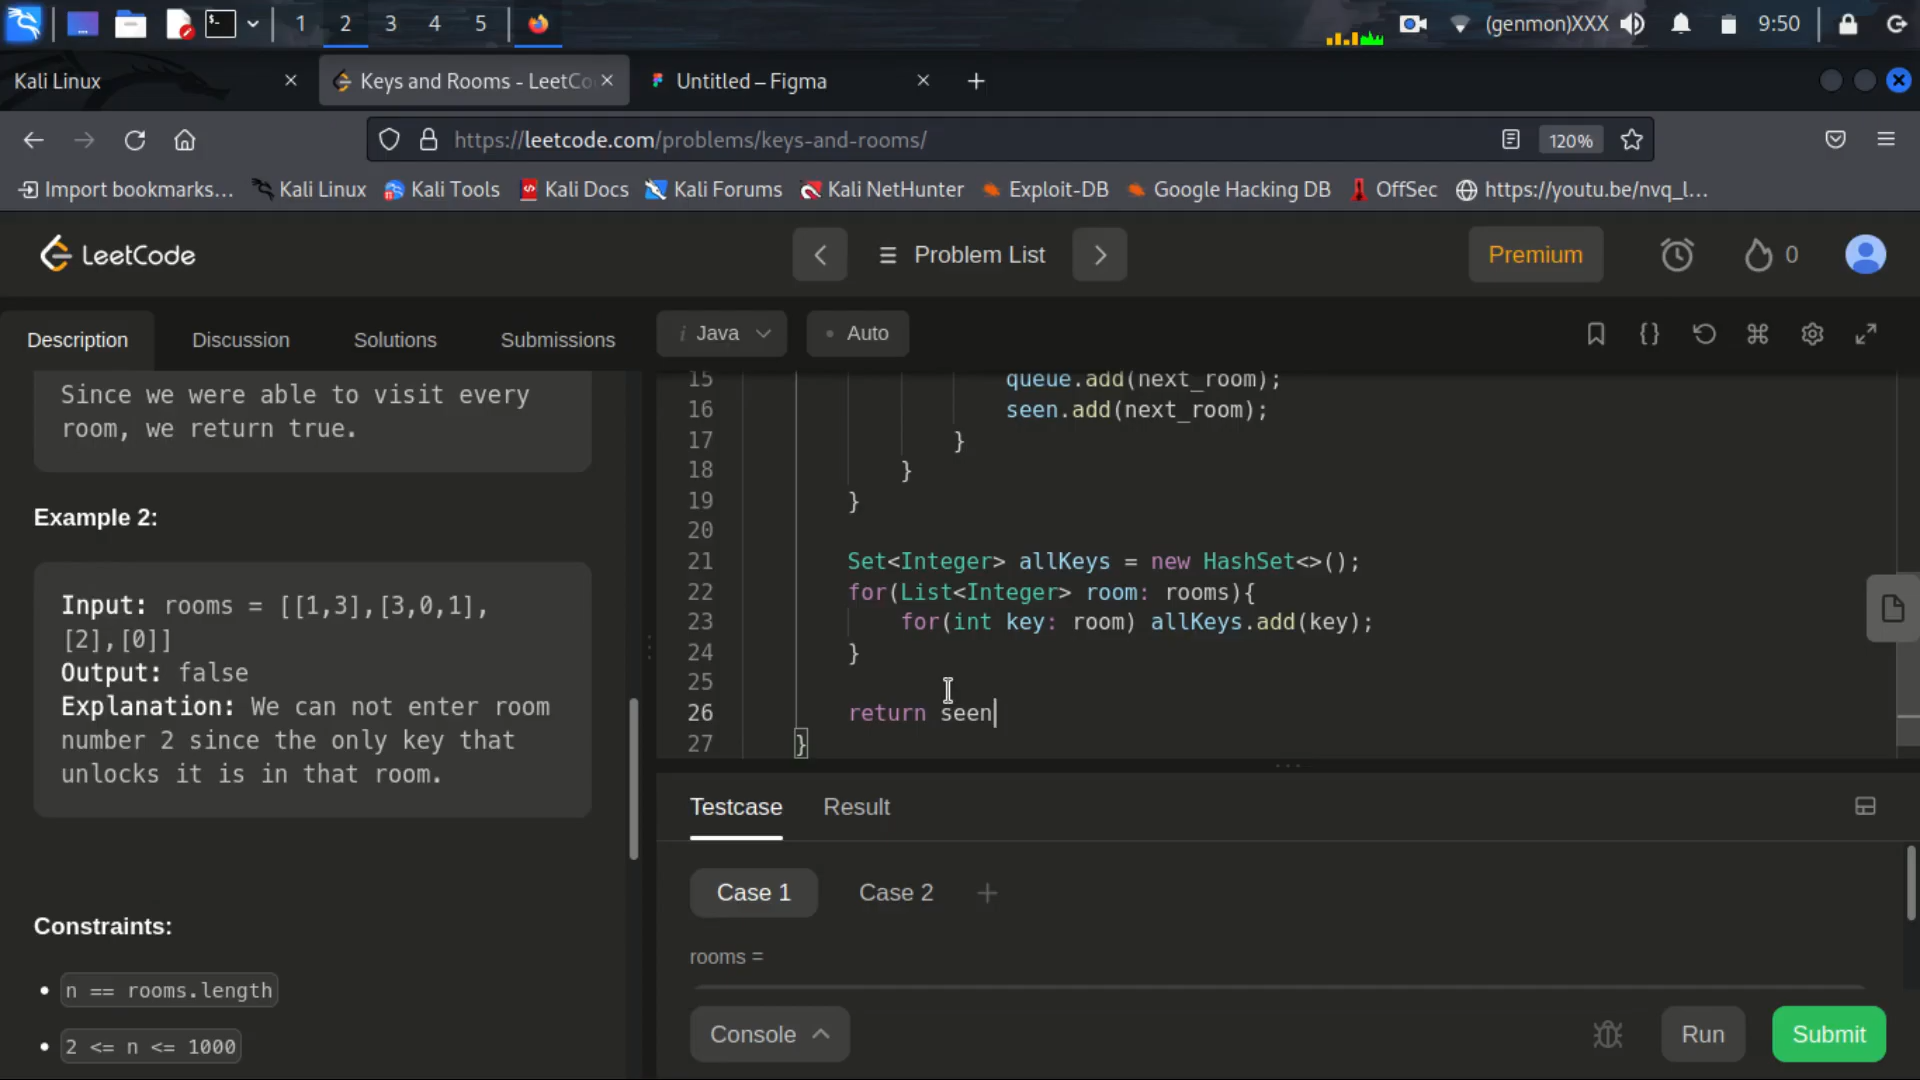 1 2 3 4 5 (genmon)XXX 9:50
Kali Linux Keys and Rooms - LeetCo Untitled – Figma
https://leetcode.com/problems/keys-and-rooms/ 120%
Import bookmarks... Kali Linux Kali Tools Kali Docs Kali Forums Kali NetHunter Exploit-DB Google Hacking DB OffSec https://youtu.be/nvq_l...
LeetCode Problem List Premium 0
Description Discussion Solutions Submissions i Java Auto
Since we were able to visit every
room, we return true.
Example 2:
Input: rooms = [[1,3],[3,0,1],
[2],[0]]
Output: false
Explanation: We can not enter room
number 2 since the only key that
unlocks it is in that room.
Constraints:
n == rooms.length
2 <= n <= 1000
15 queue.add(next_room);
16 seen.add(next_room);
17 }
18 }
19 }
20
21 Set<Integer> allKeys = new HashSet<>();
22 for(List<Integer> room: rooms){
23 for(int key: room) allKeys.add(key);
24 }
25
26 return seen
27 }
Testcase Result
Case 1 Case 2
rooms =
Console Run Submit